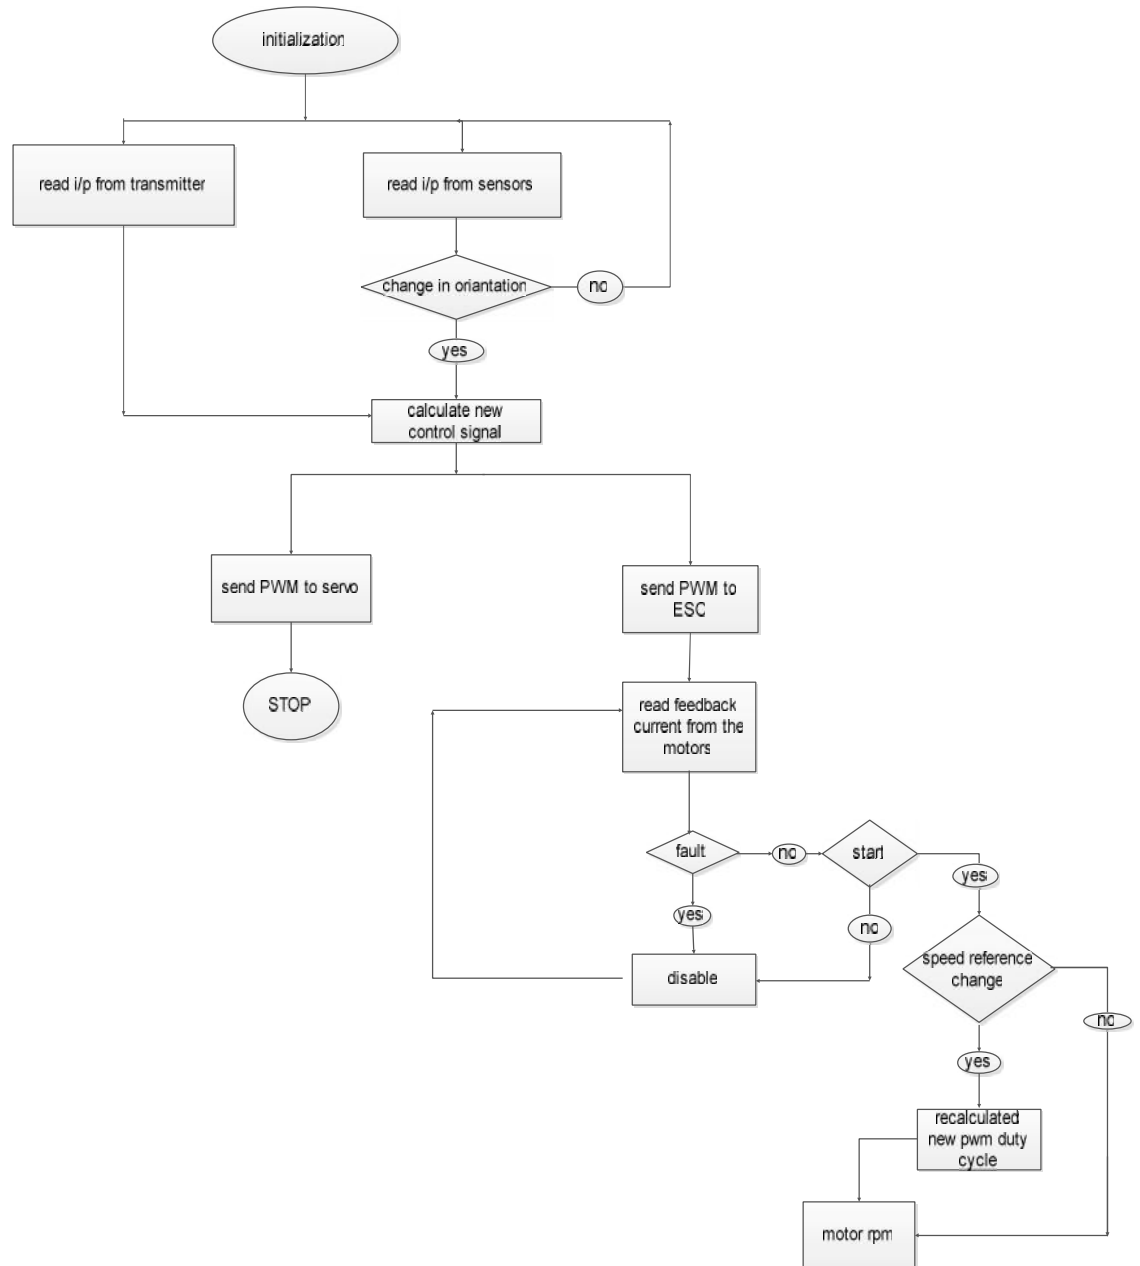 initialization
read i/p from transmitter
read i/p from sensors
change in oriantation
no
yes
calculate new
control signal
send PWM to servo
send PWM to
ESC
STOP
read feedback
current from the
motors
fault
no
start
yes
yes
no
speed reference
change
disable
no
yes
recalculated
new pwm duty
cycle
motor rpm